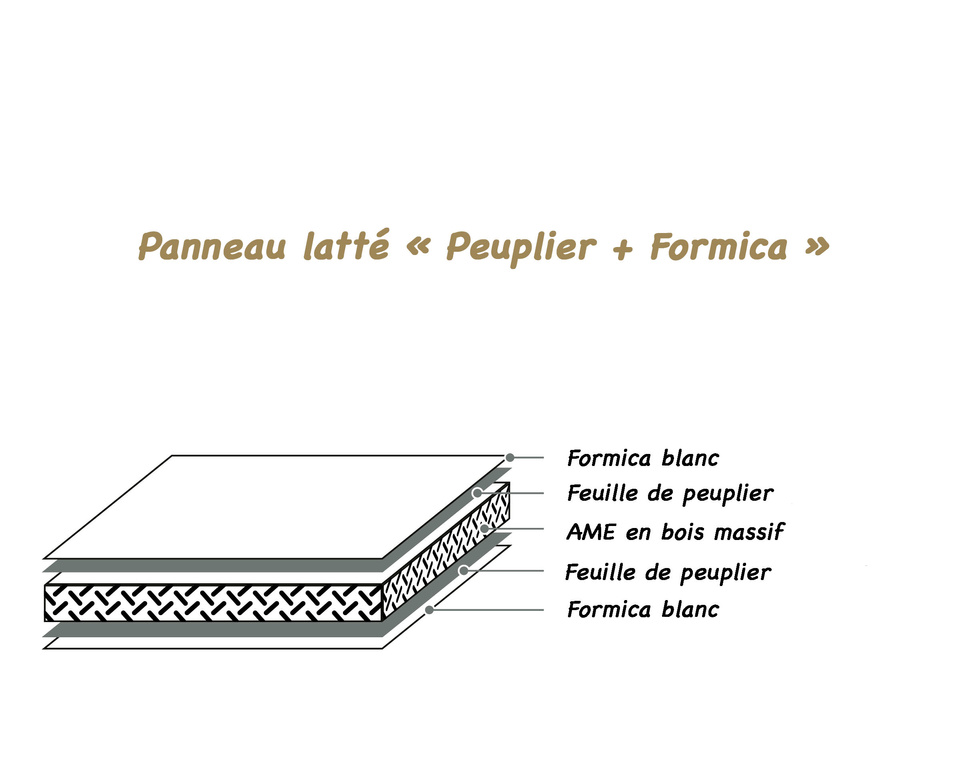 Panneau latté « Peuplier + Formica »
Formica blanc
Feuille de peuplier
AME en bois massif
Feuille de peuplier
Formica blanc